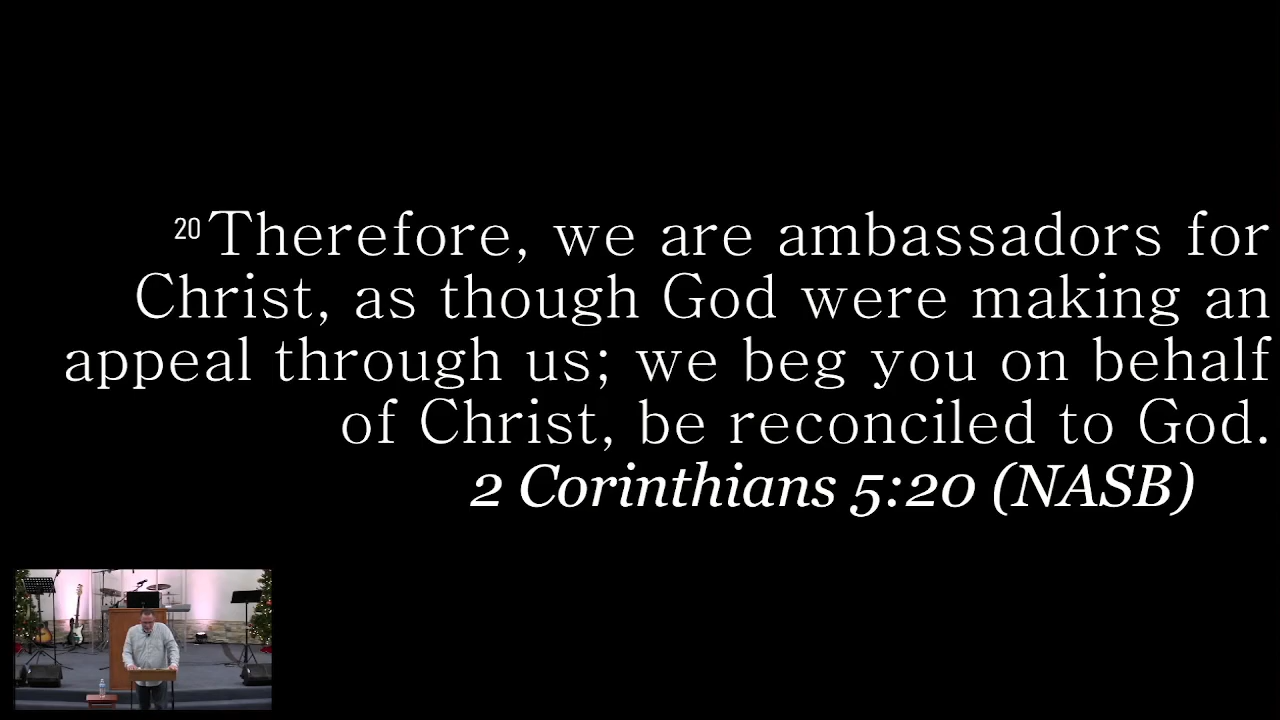 20 Therefore, we are ambassadors for
Christ, as though God were making an
appeal through us; we beg you on behalf
of Christ, be reconciled to God.
2 Corinthians 5:20 (NASB)